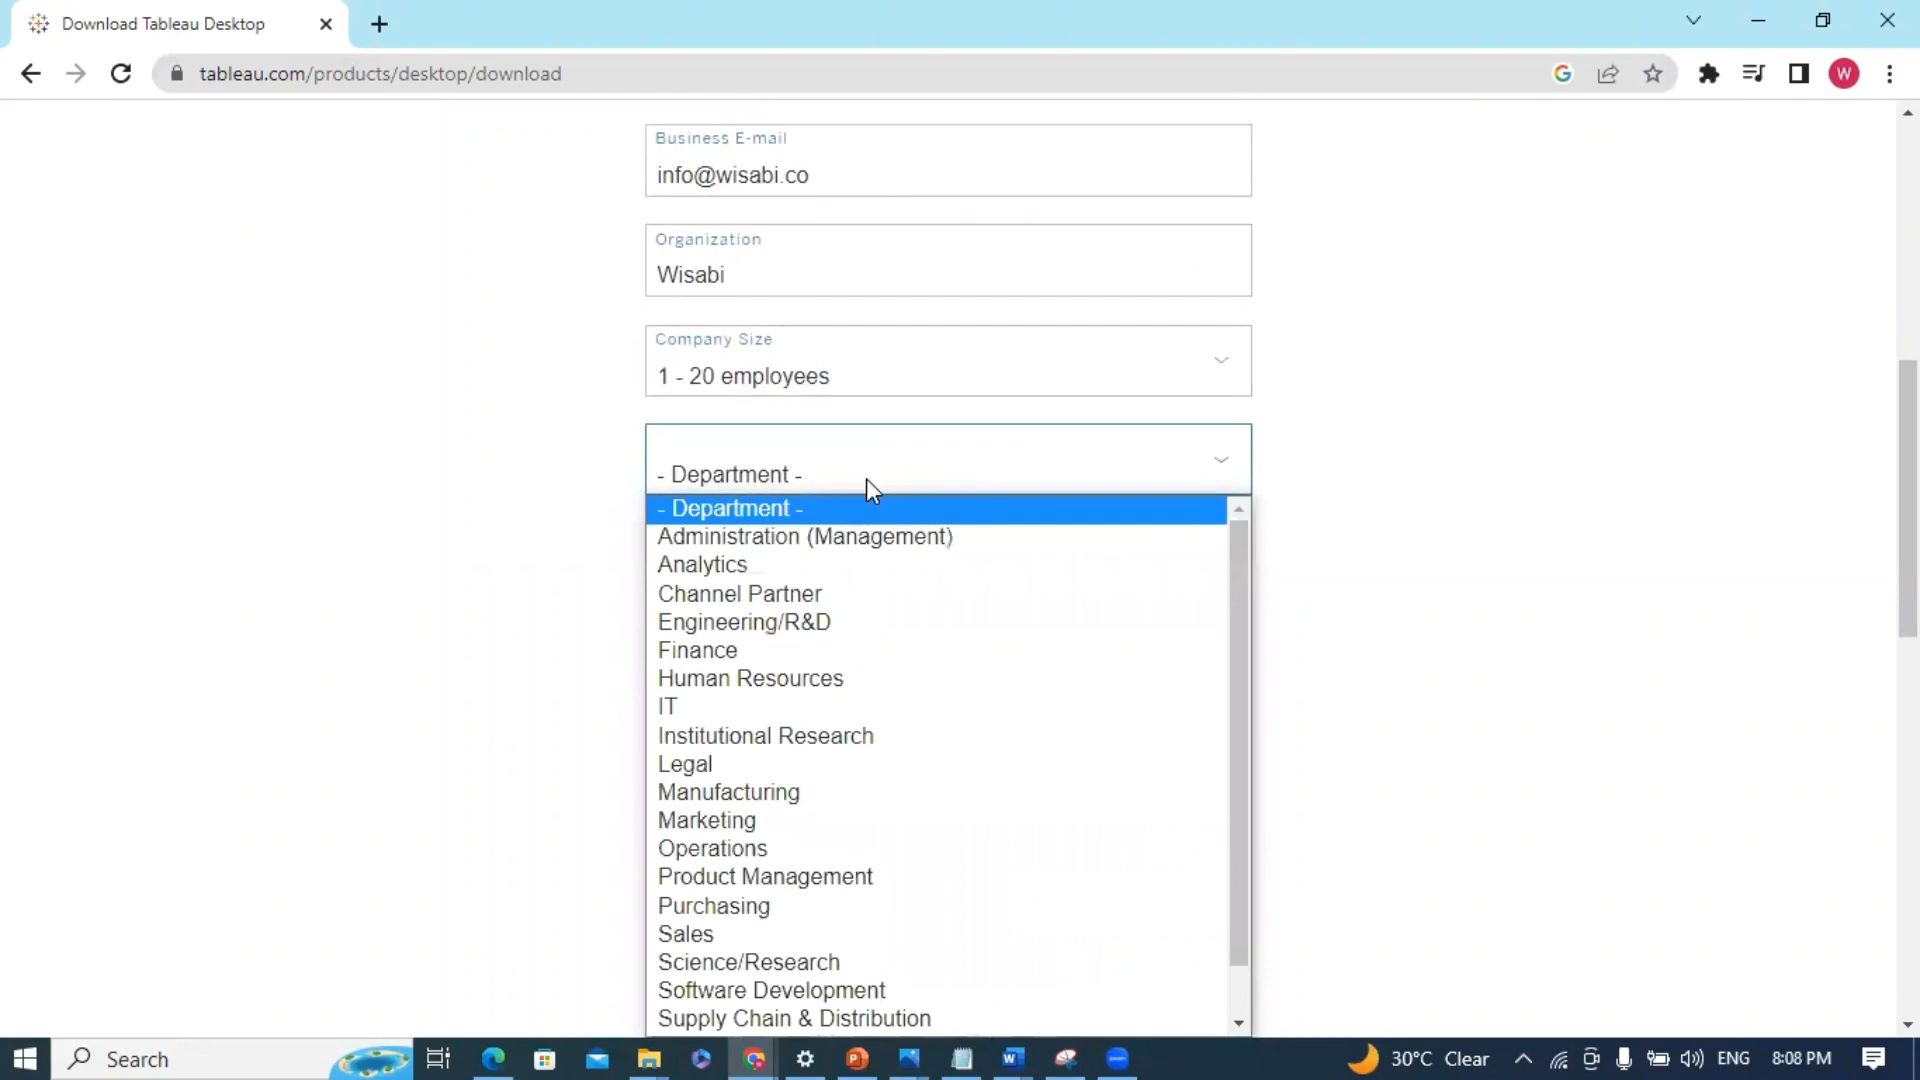 Download Tableau Desktop
tableau.com/products/desktop/download
W
Business E-mail
info@wisabi.co
Organization
Wisabi
Company Size
1 - 20 employees
- Department -
- Department -
Administration (Management)
Analytics
Channel Partner
Engineering/R&D
Finance
Human Resources
IT
Institutional Research
Legal
Manufacturing
Marketing
Operations
Product Management
Purchasing
Sales
Science/Research
Software Development
Supply Chain & Distribution
Search
30°C Clear
ENG
8:08 PM